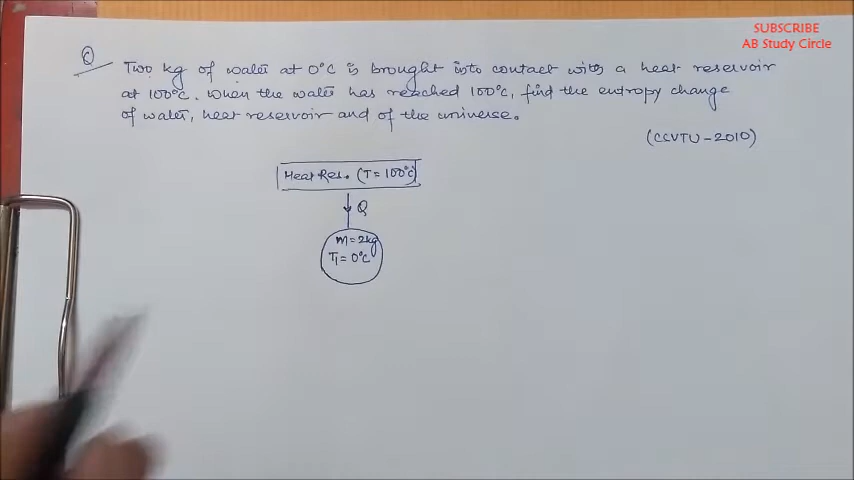 SUBSCRIBE
AB Study Circle
Q
Two kg of water at 0°C is brought into contact with a heat reservoir
at 100°C. When the water has reached 100°C, find the entropy change
of water, heat reservoir and of the universe.
(CSVTU-2010)
Heat Res. (T = 100°C)
Q
m = 2kg
T₁ = 0°C